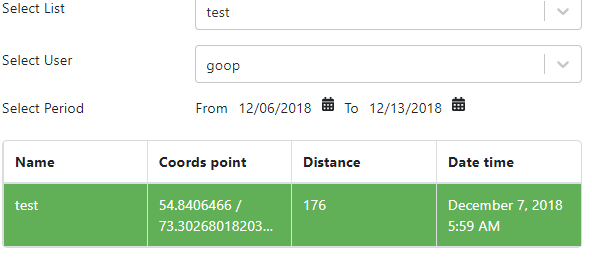 Select List test
Select User goop
Select Period From 12/06/2018 To 12/13/2018
Name Coords point Distance Date time
test 54.8406466 / 176 December 7, 2018
73.30268018203... 5:59 AM